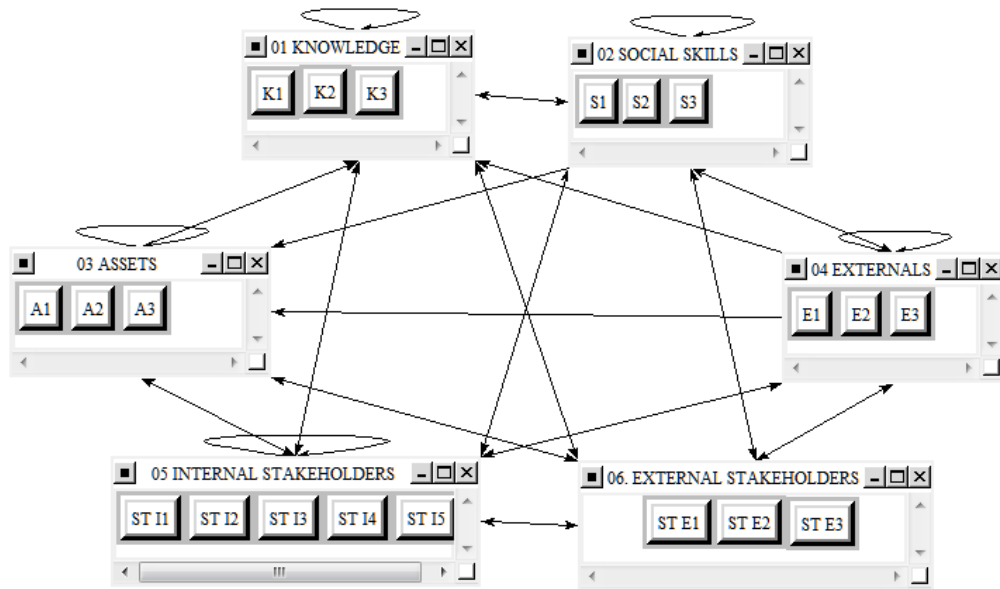 01 KNOWLEDGE
K1 K2 K3
02 SOCIAL SKILLS
S1 S2 S3
03 ASSETS
A1 A2 A3
04 EXTERNALS
E1 E2 E3
05 INTERNAL STAKEHOLDERS
ST I1 ST I2 ST I3 ST I4 ST I5
06. EXTERNAL STAKEHOLDERS
ST E1 ST E2 ST E3